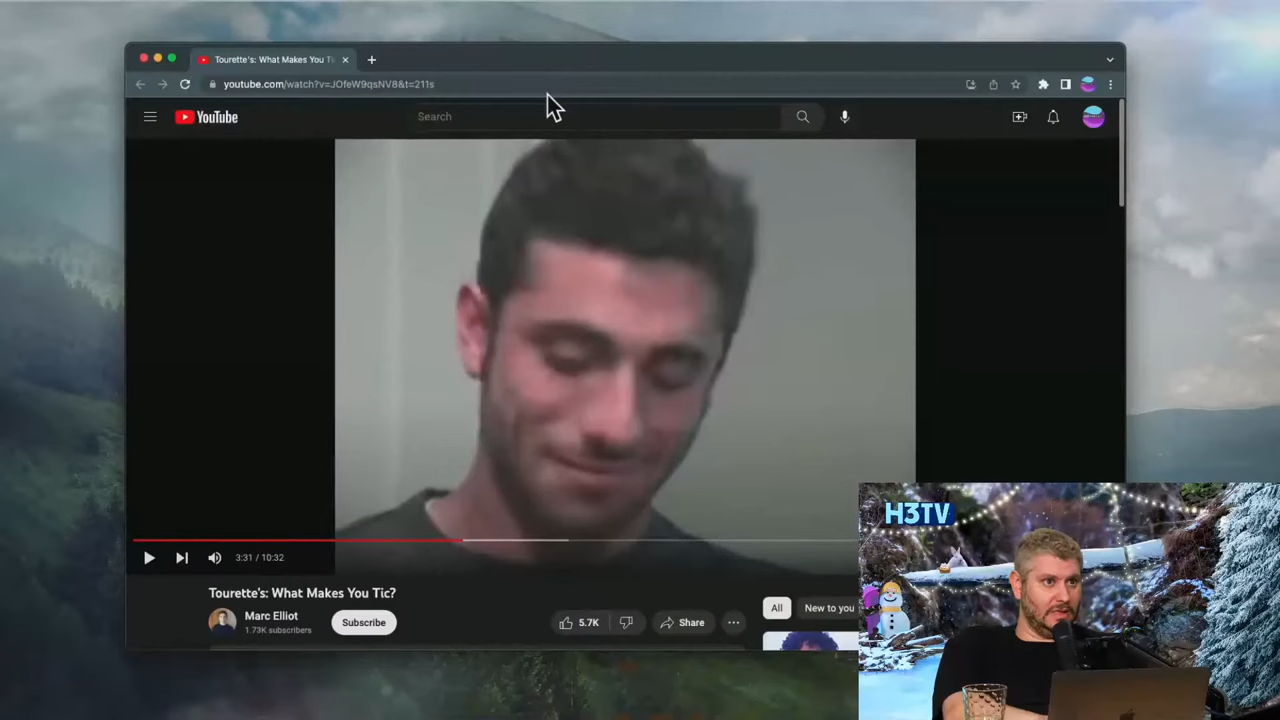 Tourette's: What Makes You Ti
youtube.com/watch?v=JOfeW9qsNV8&t=211s
YouTube
Search
3:31 / 10:32
Tourette's: What Makes You Tic?
Marc Elliot
1.73K subscribers
Subscribe
5.7K
Share
All
New to you
H3TV